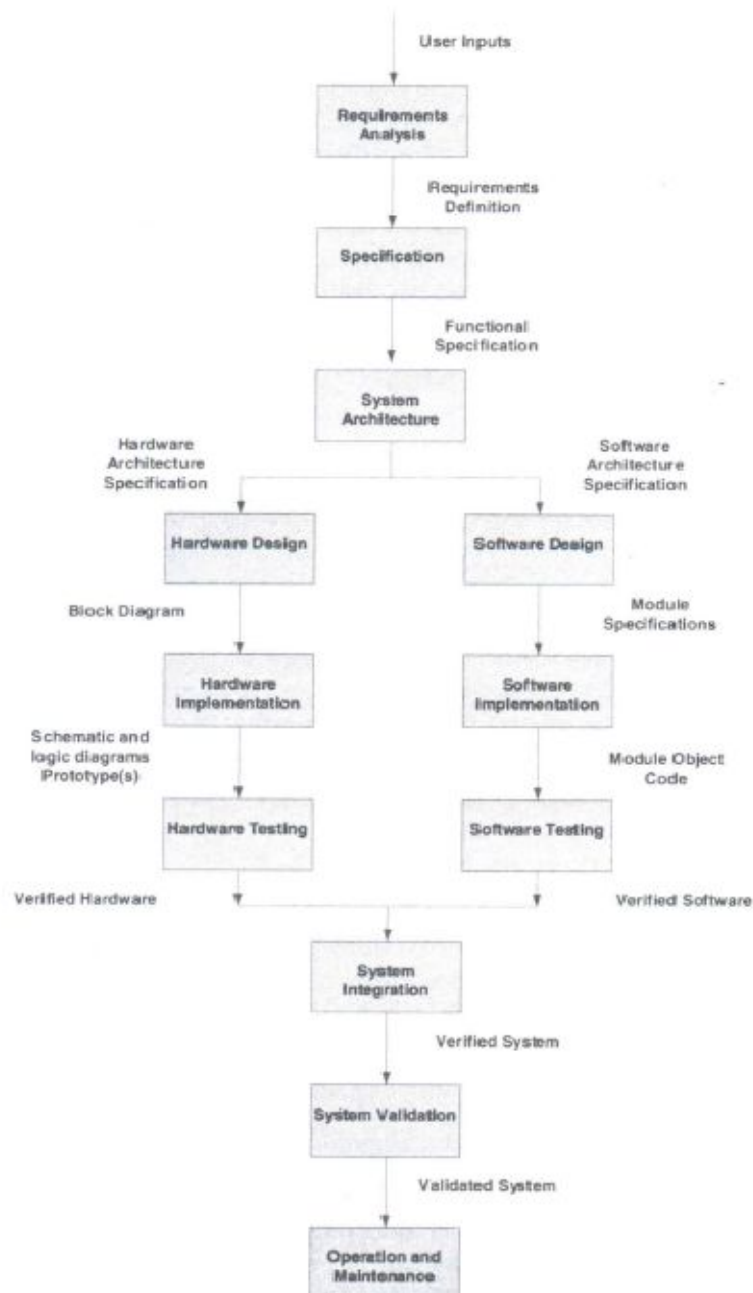 User Inputs
Requirements
Analysis
Requirements
Definition
Specification
Functional
Specification
System
Architecture
Hardware
Architecture
Specification
Software
Architecture
Specification
Hardware Design
Software Design
Block Diagram
Module
Specifications
Hardware
Implementation
Software
Implementation
Schematic and
logic diagrams
Prototype(s)
Module Object
Code
Hardware Testing
Software Testing
Verified Hardware
Verified Software
System
Integration
Verified System
System Validation
Validated System
Operation and
Maintenance